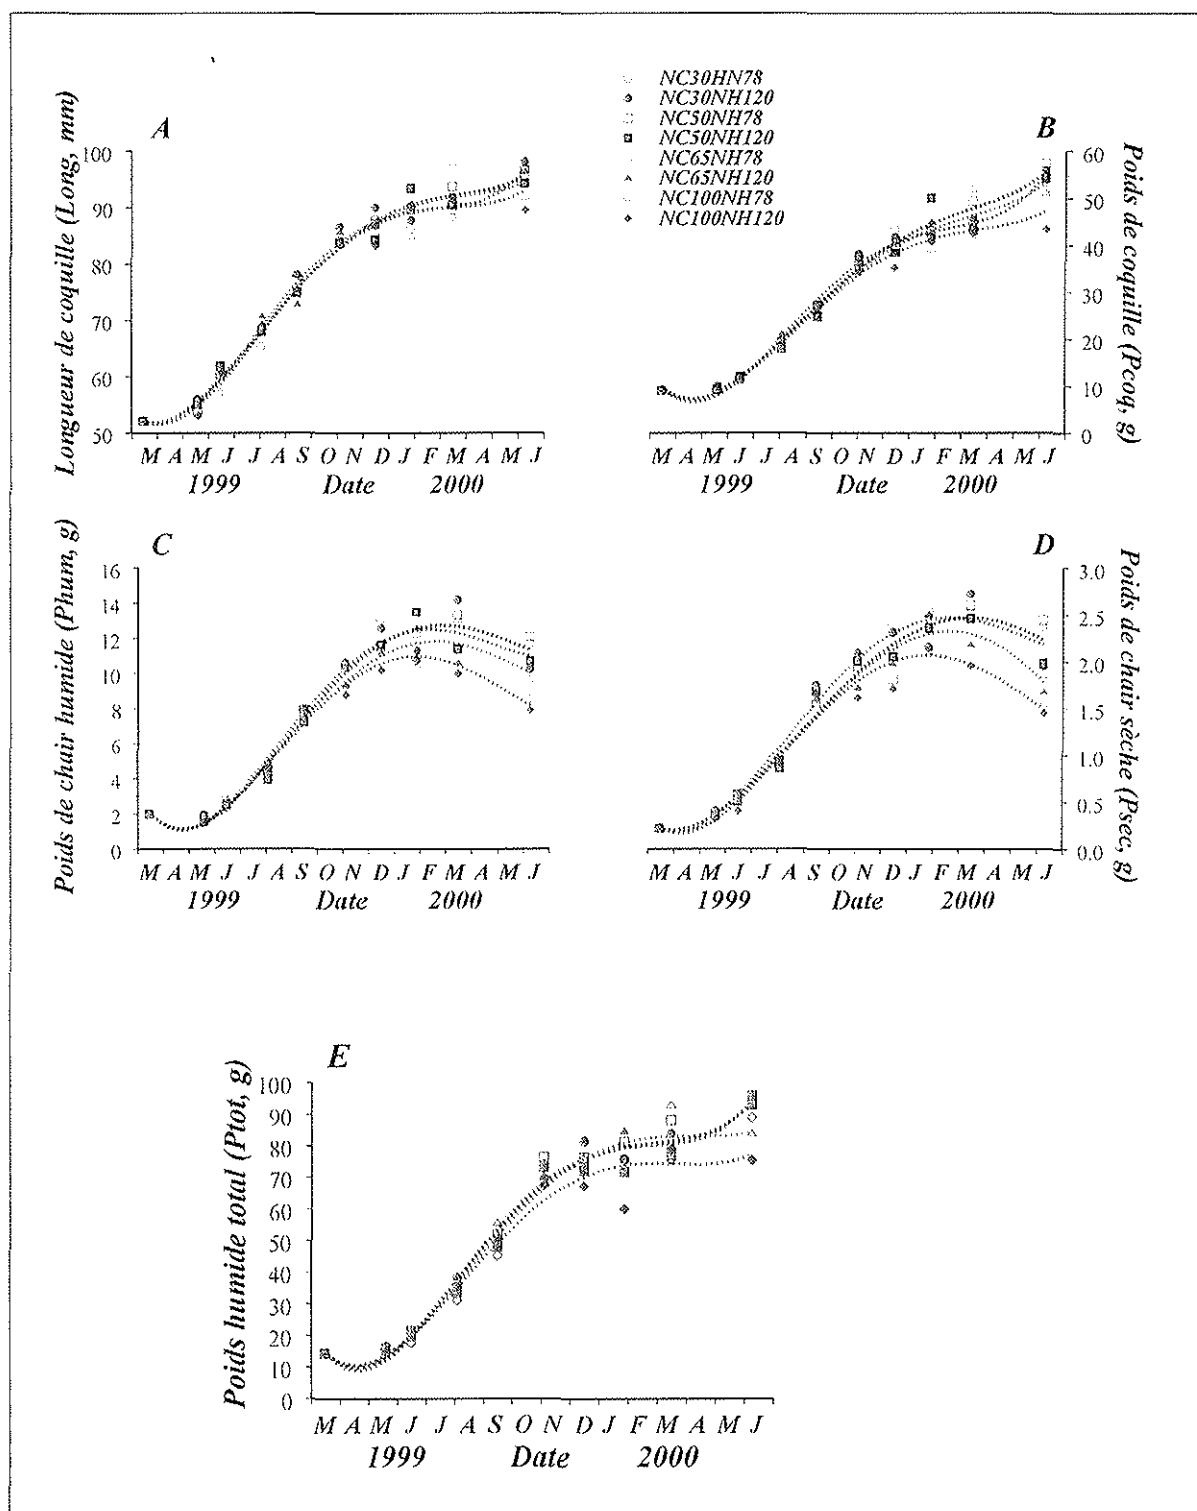 NC30HN78
NC30NH120
NC50NH78
NC50NH120
NC65NH78
NC65NH120
NC100NH78
NC100NH120
A
Longueur de coquille (Long, mm)
100
90
80
70
60
50
M A M J J A S O N D J F M A M J
1999 Date 2000
B
Poids de coquille (Pcoq, g)
60
50
40
30
20
10
0
M A M J J A S O N D J F M A M J
1999 Date 2000
C
Poids de chair humide (Phum, g)
16
14
12
10
8
6
4
2
0
M A M J J A S O N D J F M A M J
1999 Date 2000
D
Poids de chair sèche (Psec, g)
3.0
2.5
2.0
1.5
1.0
0.5
0.0
M A M J J A S O N D J F M A M J
1999 Date 2000
E
Poids humide total (Ptot, g)
100
90
80
70
60
50
40
30
20
10
0
M A M J J A S O N D J F M A M J
1999 Date 2000